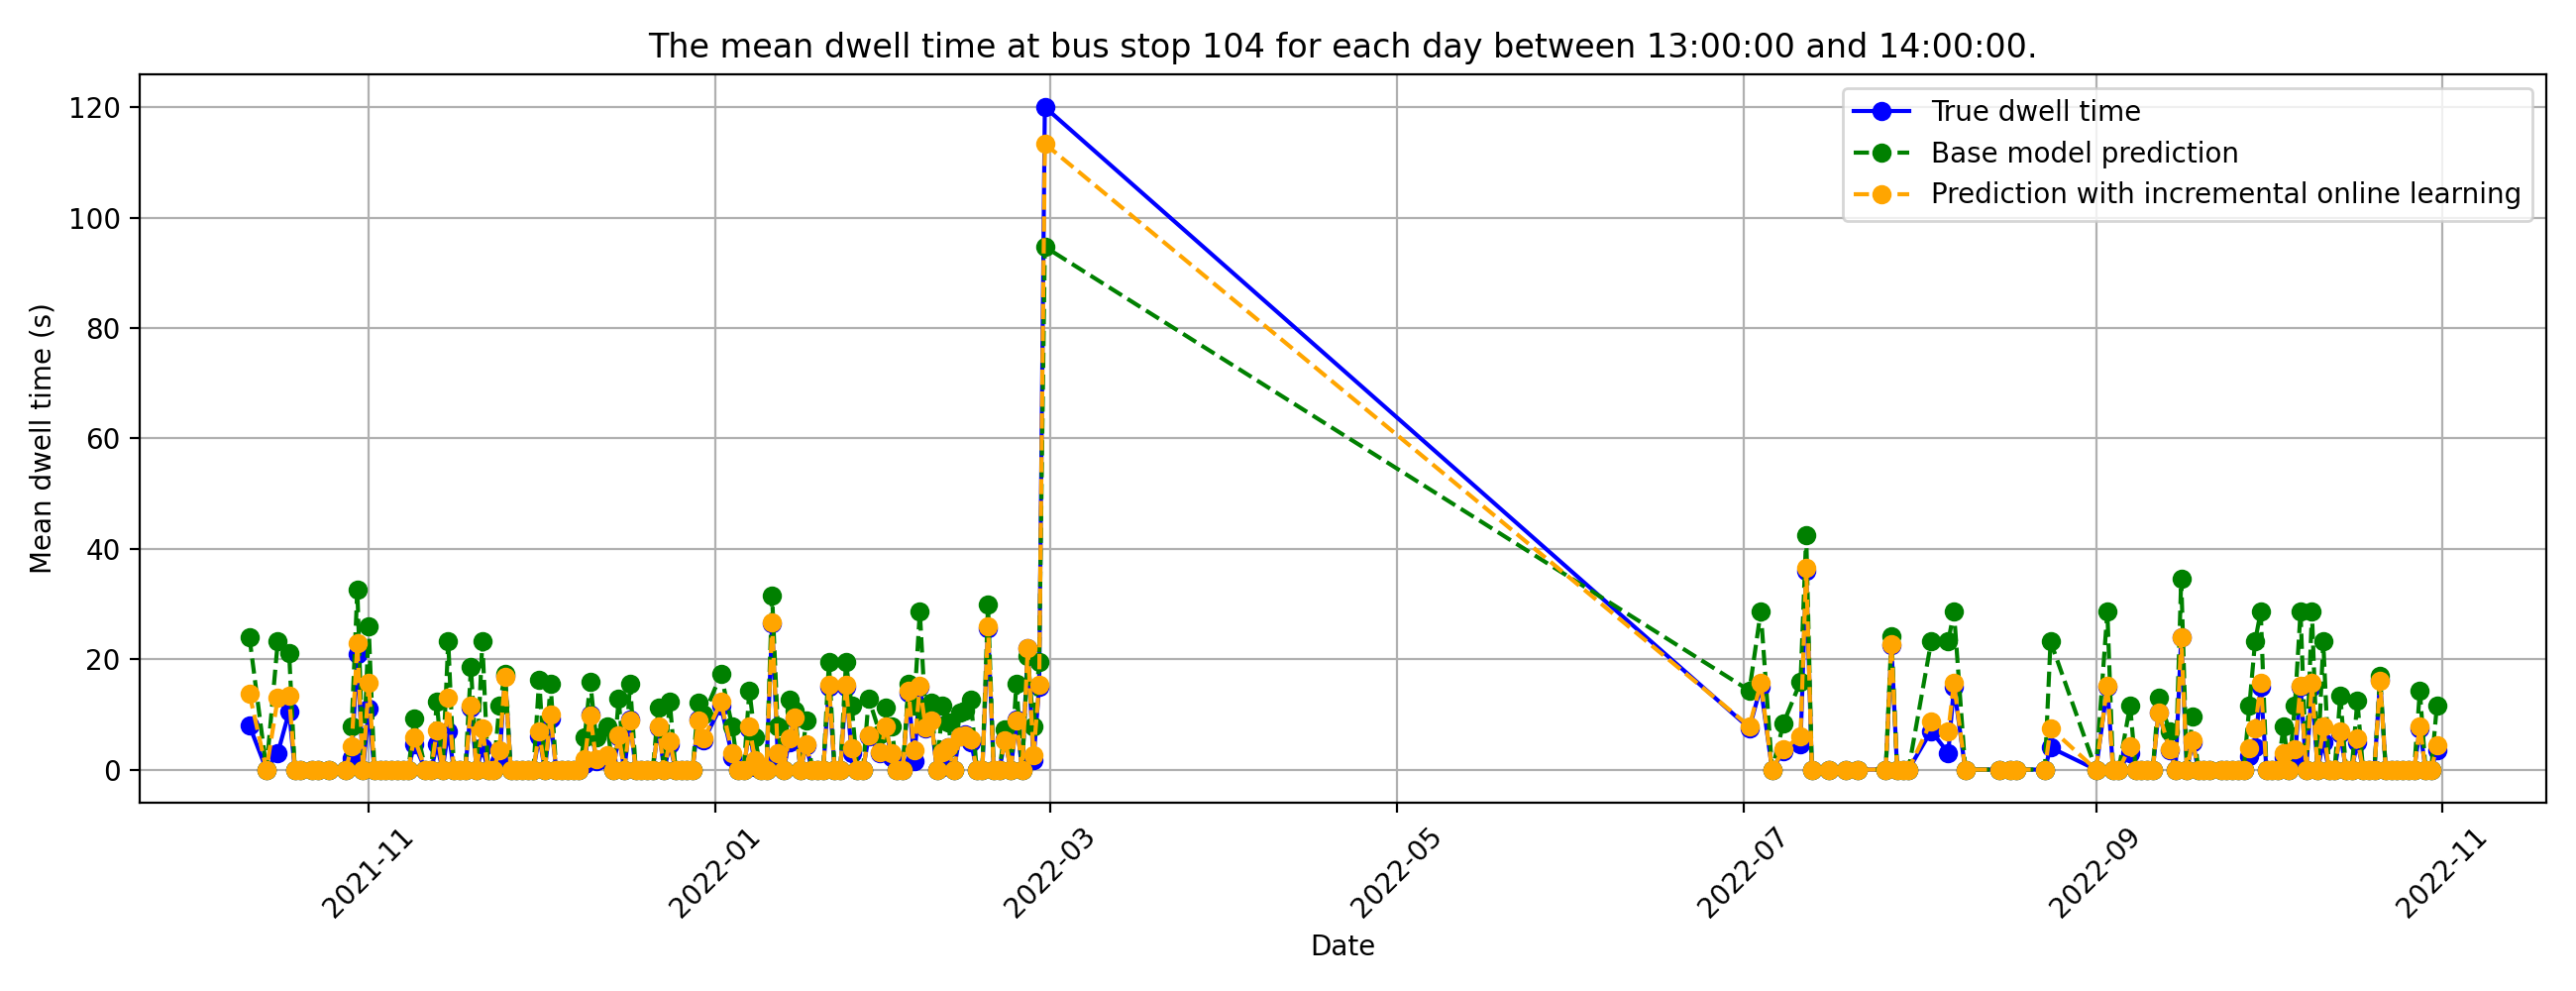 The mean dwell time at bus stop 104 for each day between 13:00:00 and 14:00:00.
True dwell time
Base model prediction
Prediction with incremental online learning
Mean dwell time (s)
120
100
80
60
40
20
0
2021-11
2022-01
2022-03
2022-05
2022-07
2022-09
2022-11
Date